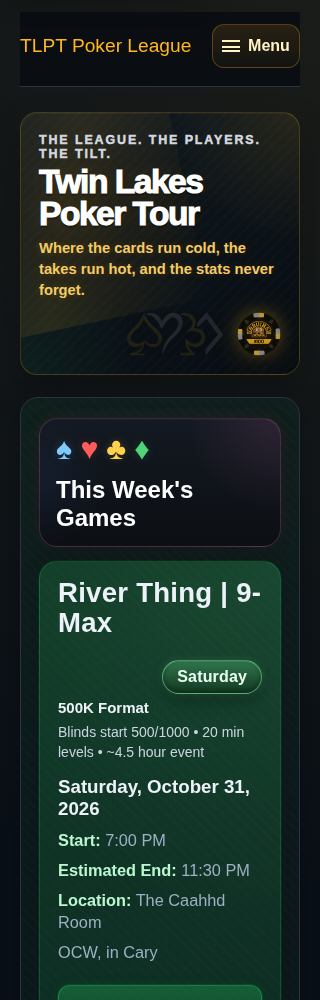 TLPT Poker League
Menu
THE LEAGUE. THE PLAYERS.
THE TILT.
Twin Lakes
Poker Tour
Where the cards run cold, the
takes run hot, and the stats never
forget.
This Week's
Games
River Thing | 9-
Max
Saturday
500K Format
Blinds start 500/1000 • 20 min
levels • ~4.5 hour event
Saturday, October 31,
2026
Start: 7:00 PM
Estimated End: 11:30 PM
Location: The Caahhd
Room
OCW, in Cary